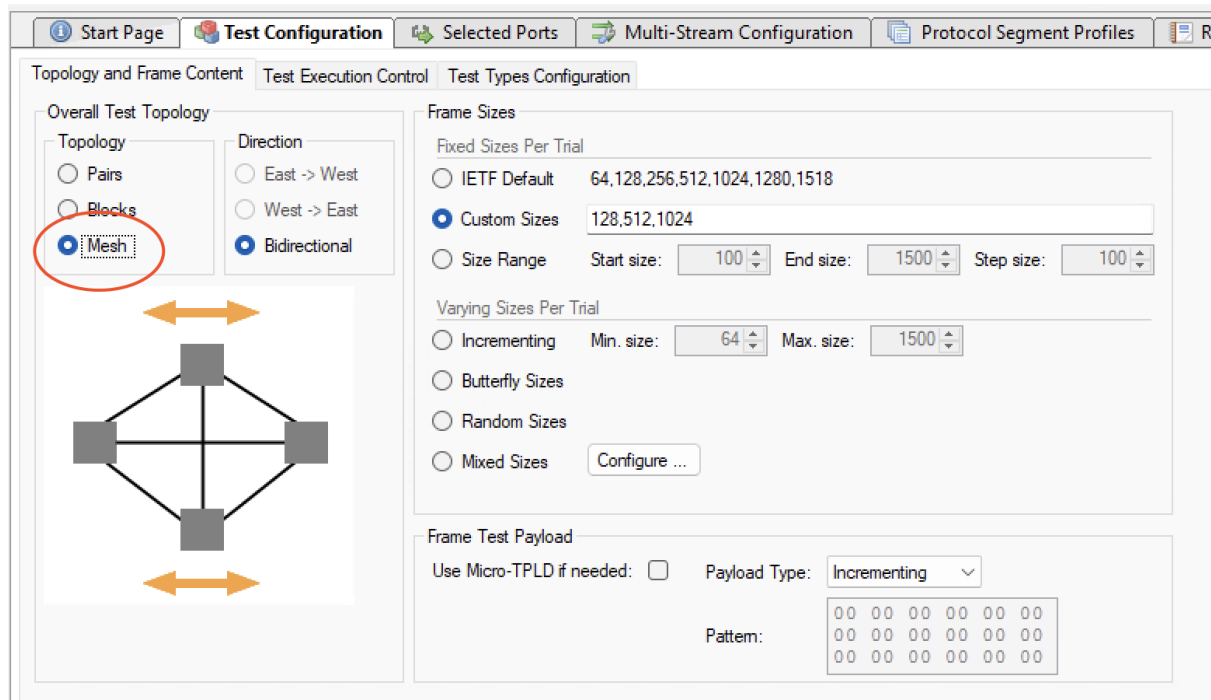 Start Page Test Configuration Selected Ports Multi-Stream Configuration Protocol Segment Profiles R
Topology and Frame Content Test Execution Control Test Types Configuration
Overall Test Topology
Topology
Pairs
Blocks
Mesh
Direction
East -> West
West -> East
Bidirectional
Frame Sizes
Fixed Sizes Per Trial
IETF Default 64,128,256,512,1024,1280,1518
Custom Sizes 128,512,1024
Size Range Start size: 100 End size: 1500 Step size: 100
Varying Sizes Per Trial
Incrementing Min. size: 64 Max. size: 1500
Butterfly Sizes
Random Sizes
Mixed Sizes Configure ...
Frame Test Payload
Use Micro-TPLD if needed: Payload Type: Incrementing
Pattern:
00 00 00 00 00 00
00 00 00 00 00 00
00 00 00 00 00 00